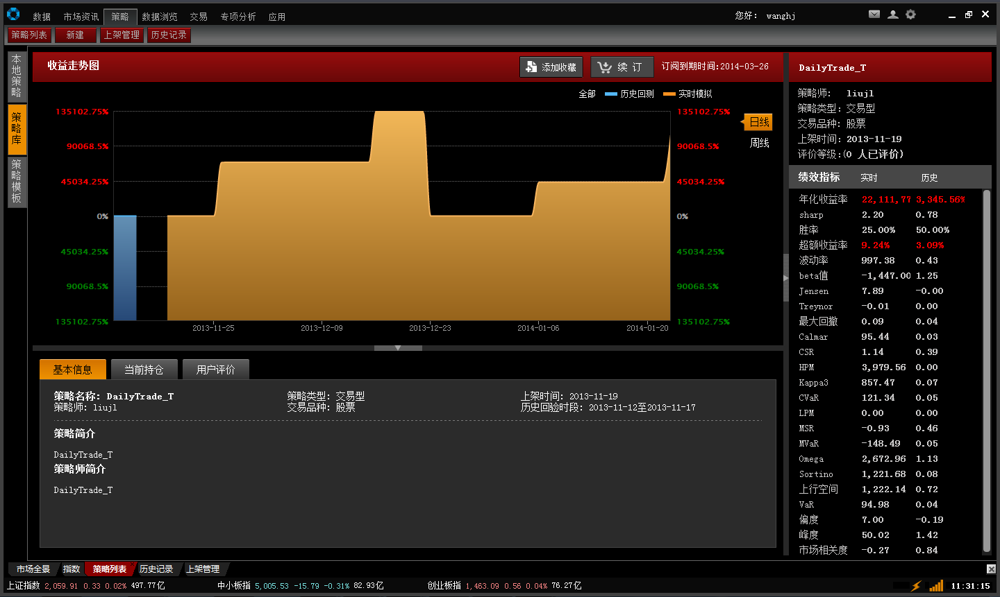 数据 市场资讯 策略 数据浏览 交易 专项分析 应用 您好： wanghj
策略列表 新建 上架管理 历史记录
本地策略
策略库
策略模板
收益走势图 添加收藏 续 订 订阅到期时间:2014-03-26
全部 历史回测 实时模拟
135102.75% 135102.75%
90068.5% 90068.5%
45034.25% 45034.25%
0% 0%
45034.25% 45034.25%
90068.5% 90068.5%
135102.75% 135102.75%
日线
周线
2013-11-25 2013-12-09 2013-12-23 2014-01-06 2014-01-20
基本信息 当前持仓 用户评价
策略名称: DailyTrade_T 策略类型: 交易型 上架时间: 2013-11-19
策略师: liujl 交易品种: 股票 历史回验时段: 2013-11-12至2013-11-17
策略简介
DailyTrade_T
策略师简介
DailyTrade_T
DailyTrade_T
策略师: liujl
策略类型: 交易型
交易品种: 股票
上架时间: 2013-11-19
评价等级:(0 人已评价)
绩效指标 实时 历史
年化收益率 22,111,77 3,345.56%
sharp 2.20 0.78
胜率 25.00% 50.00%
超额收益率 9.24% 3.09%
波动率 997.38 0.43
beta值 -1,447.00 1.25
Jensen 7.89 -0.00
Treynor -0.01 0.00
最大回撤 0.09 0.04
Calmar 95.44 0.03
CSR 1.14 0.39
HPM 3,979.56 0.00
Kappa3 857.47 0.07
CVaR 121.34 0.05
LPM 0.00 0.00
MSR -0.93 0.46
MVaR -148.49 0.05
Omega 2,672.96 1.13
Sortino 1,221.68 0.08
上行空间 1,222.14 0.72
VaR 94.98 0.04
偏度 7.00 -0.19
峰度 50.02 1.42
市场相关度 -0.27 0.84
市场全景 指数 策略列表 历史记录 上架管理
上证指数 2,059.91 0.33 0.02% 497.77亿 中小板指 5,005.53 -15.79 -0.31% 82.93亿 创业板指 1,463.09 0.56 0.04% 76.27亿 11:31:15